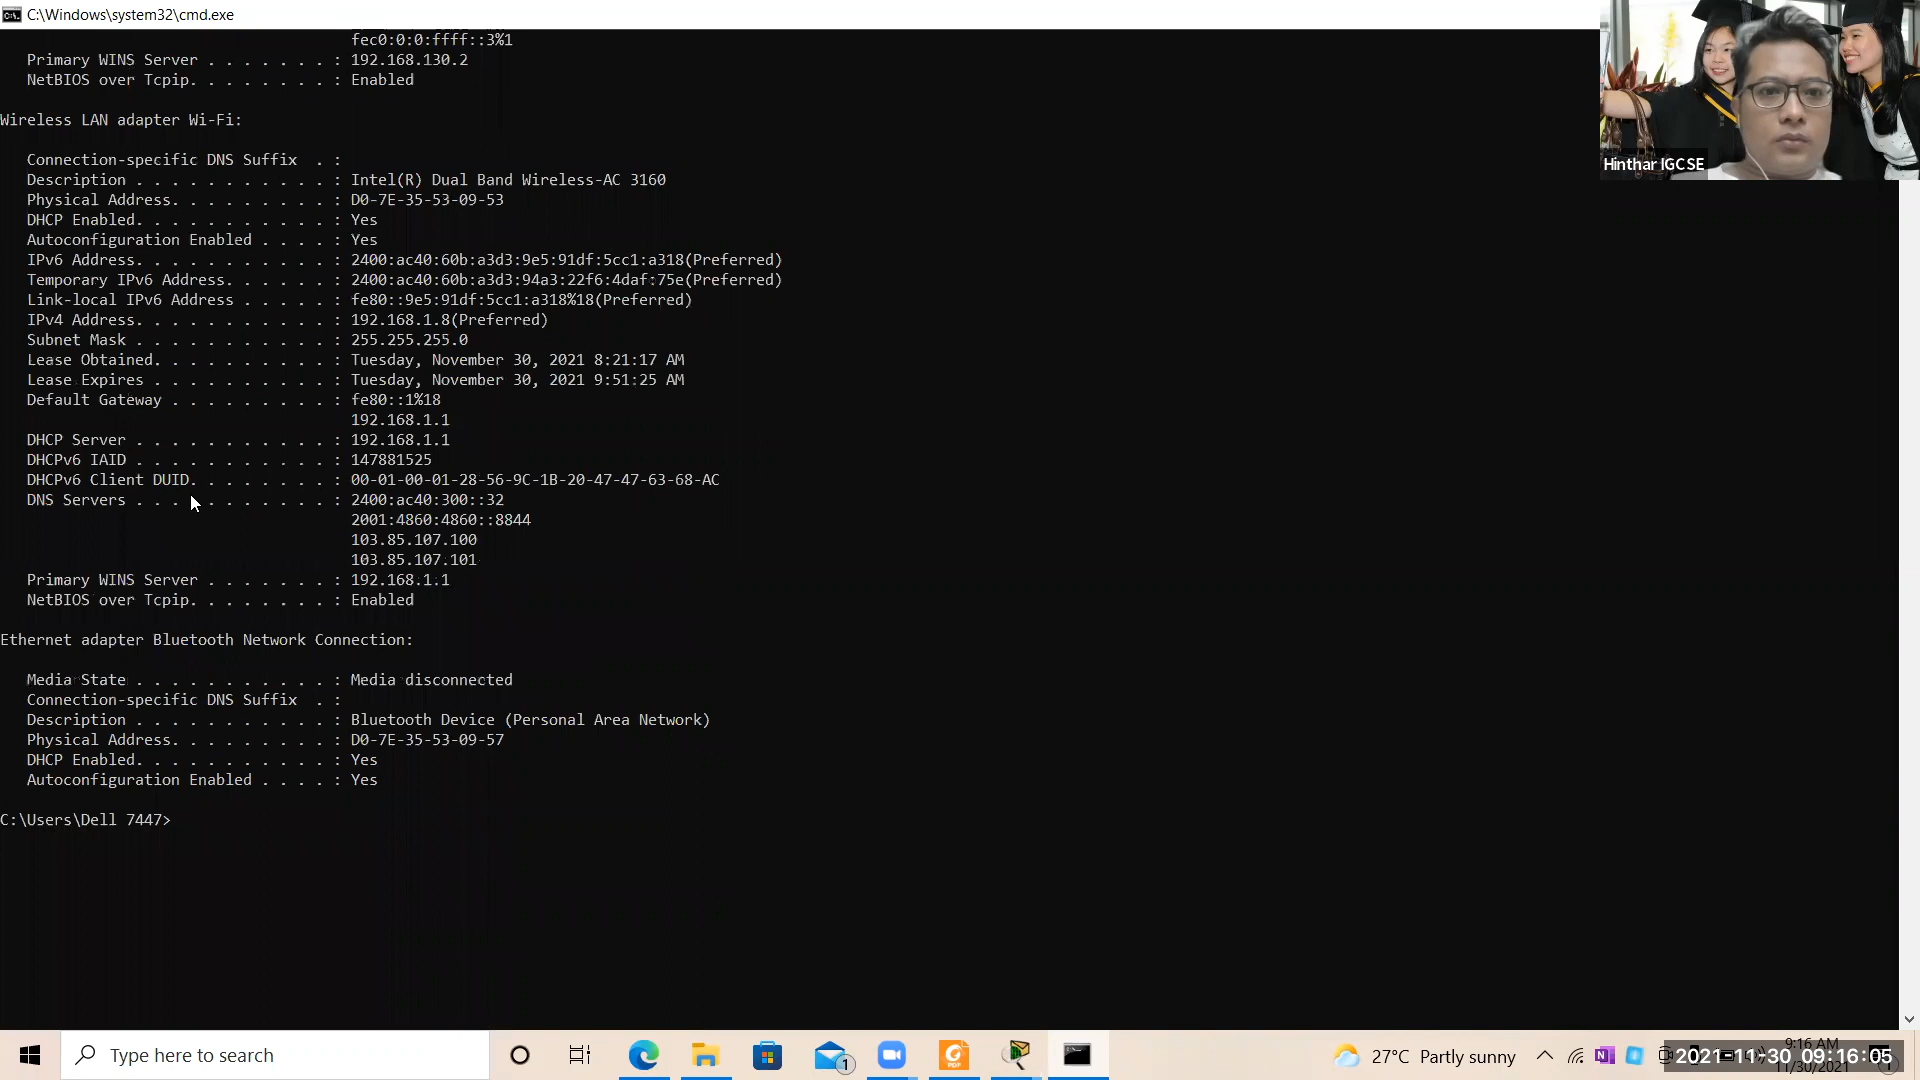 C:\Windows\system32\cmd.exe
fec0:0:0:ffff::3%1
Primary WINS Server . . . . . . . : 192.168.130.2
NetBIOS over Tcpip. . . . . . . . : Enabled
Wireless LAN adapter Wi-Fi:
Connection-specific DNS Suffix  . :
Description . . . . . . . . . . . : Intel(R) Dual Band Wireless-AC 3160
Physical Address. . . . . . . . . : D0-7E-35-53-09-53
DHCP Enabled. . . . . . . . . . . : Yes
Autoconfiguration Enabled . . . . : Yes
IPv6 Address. . . . . . . . . . . : 2400:ac40:60b:a3d3:9e5:91df:5cc1:a318(Preferred)
Temporary IPv6 Address. . . . . . : 2400:ac40:60b:a3d3:94a3:22f6:4daf:75e(Preferred)
Link-local IPv6 Address . . . . . : fe80::9e5:91df:5cc1:a318%18(Preferred)
IPv4 Address. . . . . . . . . . . : 192.168.1.8(Preferred)
Subnet Mask . . . . . . . . . . . : 255.255.255.0
Lease Obtained. . . . . . . . . . : Tuesday, November 30, 2021 8:21:17 AM
Lease Expires . . . . . . . . . . : Tuesday, November 30, 2021 9:51:25 AM
Default Gateway . . . . . . . . . : fe80::1%18
192.168.1.1
DHCP Server . . . . . . . . . . . : 192.168.1.1
DHCPv6 IAID . . . . . . . . . . . : 147881525
DHCPv6 Client DUID. . . . . . . . : 00-01-00-01-28-56-9C-1B-20-47-47-63-68-AC
DNS Servers . . . . . . . . . . . : 2400:ac40:300::32
2001:4860:4860::8844
103.85.107.100
103.85.107.101
Primary WINS Server . . . . . . . : 192.168.1.1
NetBIOS over Tcpip. . . . . . . . : Enabled
Ethernet adapter Bluetooth Network Connection:
Media State . . . . . . . . . . . : Media disconnected
Connection-specific DNS Suffix  . :
Description . . . . . . . . . . . : Bluetooth Device (Personal Area Network)
Physical Address. . . . . . . . . : D0-7E-35-53-09-57
DHCP Enabled. . . . . . . . . . . : Yes
Autoconfiguration Enabled . . . . : Yes
C:\Users\Dell 7447>
Hinthar IGCSE
Type here to search
1
27°C Partly sunny
9:16 AM
11/30/2021
2021-11-30 09:16:05